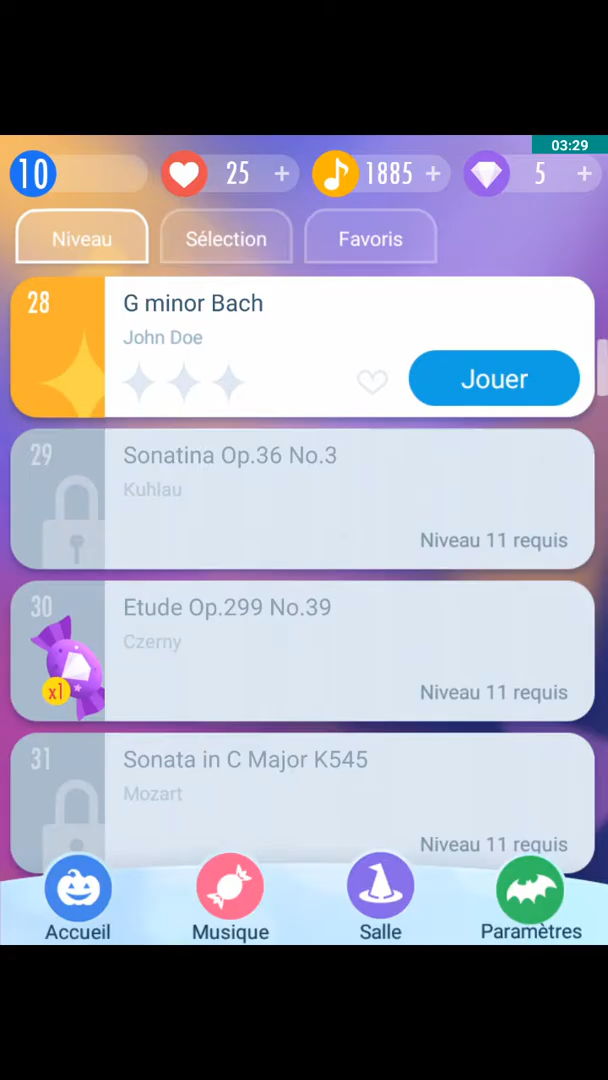 03:29
10 25 + 1885 + 5 +
Niveau Sélection Favoris
28 G minor Bach
John Doe
Jouer
29 Sonatina Op.36 No.3
Kuhlau
Niveau 11 requis
30 Etude Op.299 No.39
Czerny
x1
Niveau 11 requis
31 Sonata in C Major K545
Mozart
Niveau 11 requis
Accueil Musique Salle Paramètres